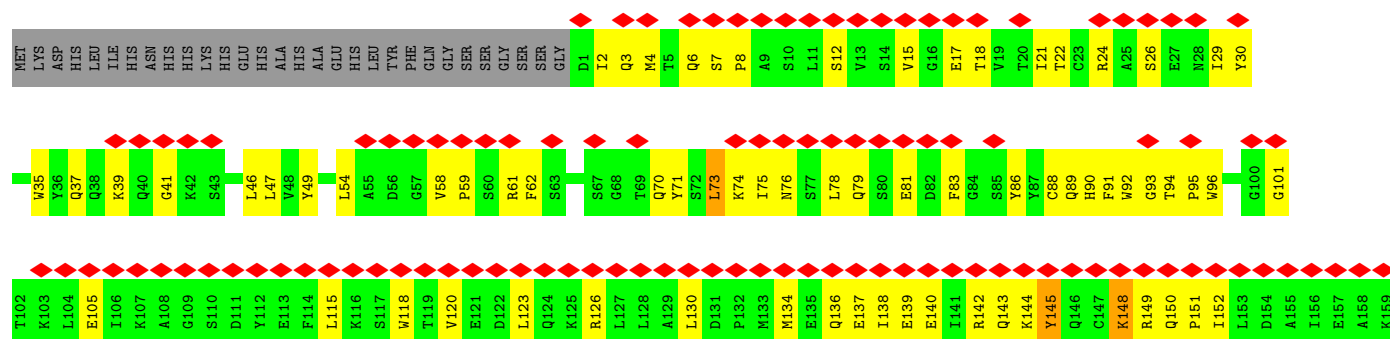 MET LYS ASP HIS LEU ILE HIS ASN HIS HIS LYS HIS GLU HIS ALA HIS ALA GLU HIS LEU TYR PHE GLN GLY SER SER GLY SER SER GLY D1 I2 Q3 M4 T5 Q6 S7 P8 A9 S10 L11 S12 V13 S14 V15 G16 E17 T18 V19 T20 I21 T22 C23 R24 A25 S26 E27 N28 I29 Y30
W35 Y36 Q37 Q38 K39 Q40 G41 K42 S43 L46 L47 V48 Y49 L54 A55 D56 G57 V58 P59 S60 R61 F62 S63 S67 G68 T69 Q70 Y71 S72 L73 K74 I75 N76 S77 L78 Q79 S80 E81 D82 F83 G84 S85 Y86 Y87 C88 Q89 H90 F91 W92 G93 T94 P95 W96 G100 G101
T102 K103 L104 E105 I106 K107 A108 G109 S110 D111 Y112 E113 F114 L115 K116 S117 W118 T119 V120 E121 D122 L123 Q124 K125 R126 L127 L128 A129 L130 D131 P132 M133 M134 E135 Q136 E137 I138 E139 E140 I141 R142 Q143 K144 Y145 Q146 C147 K148 R149 Q150 P151 I152 L153 D154 A155 I156 E157 A158 K159